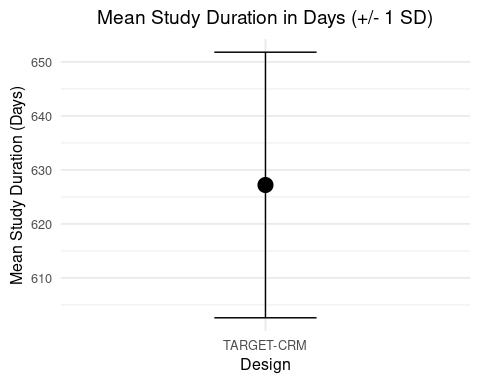 Mean Study Duration in Days (+/- 1 SD)
Mean Study Duration (Days)
650
640
630
620
610
TARGET-CRM
Design